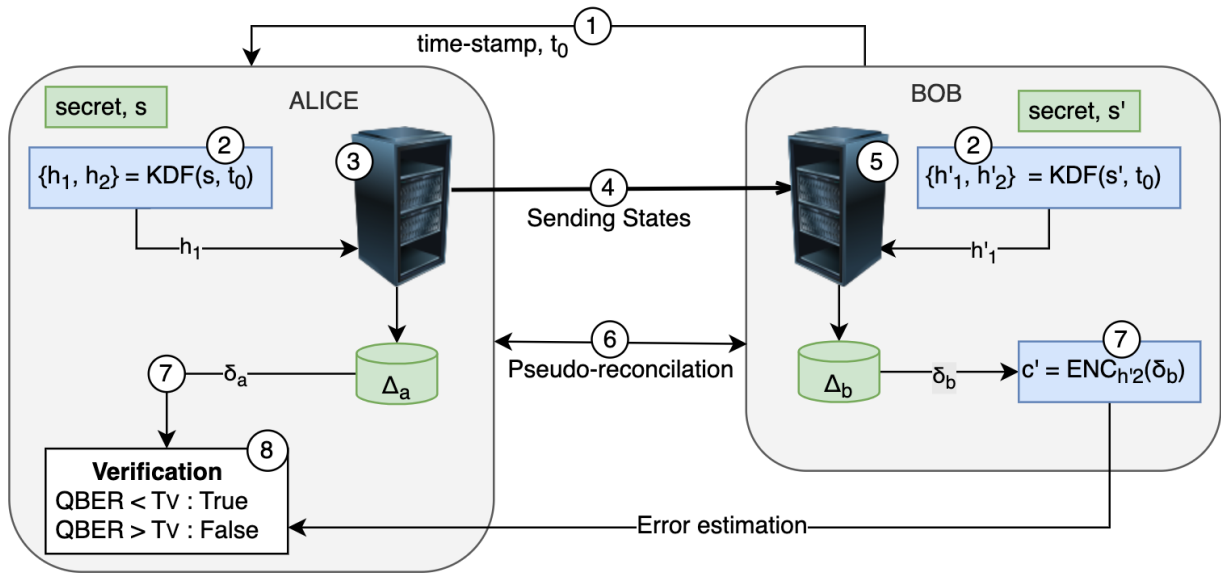 1
time-stamp, t₀
ALICE
secret, s
2
{h₁, h₂} = KDF(s, t₀)
h₁
3
4
Sending States
BOB
secret, s'
5
2
{h'₁, h'₂} = KDF(s', t₀)
h'₁
6
Pseudo-reconcilation
Δₐ
δₐ
7
Δb
δb
7
c' = ENCh'2(δb)
8
Verification
QBER < Tv : True
QBER > Tv : False
Error estimation